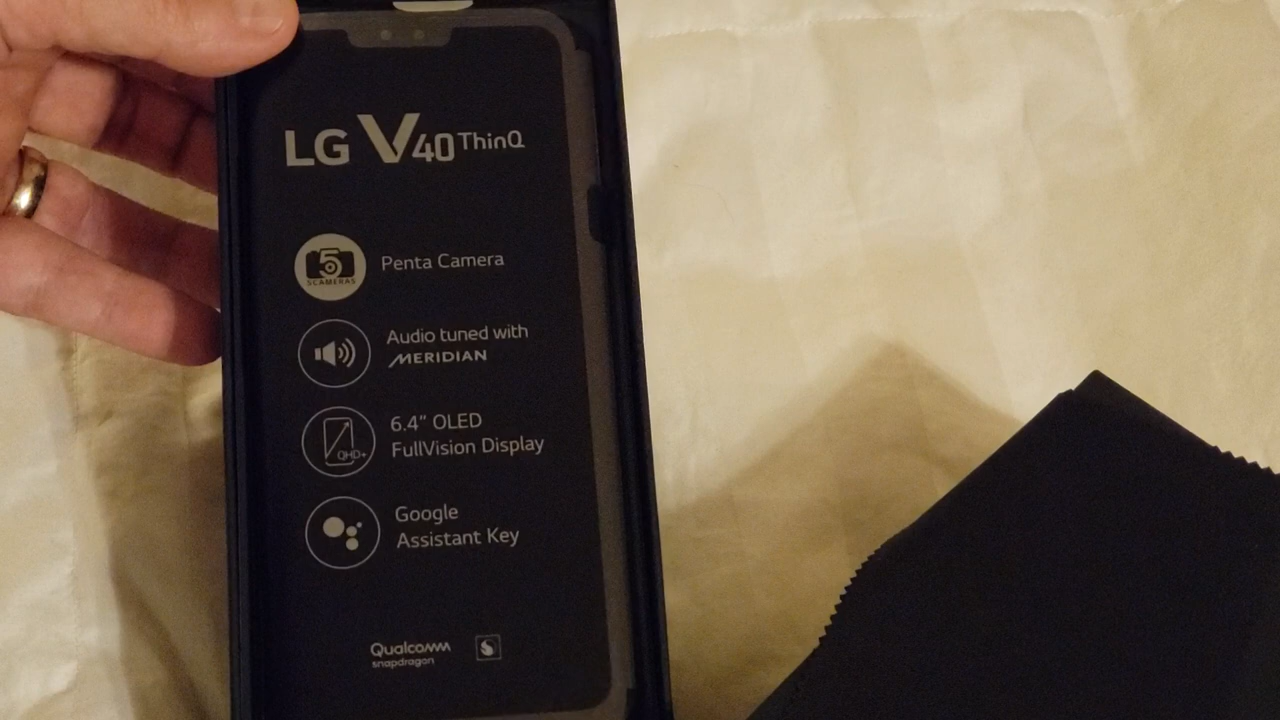 LG V40 ThinQ
5
5CAMERAS
Penta Camera
Audio tuned with
MERIDIAN
6.4" OLED
FullVision Display
QHD+
Google
Assistant Key
Qualcomm
snapdragon